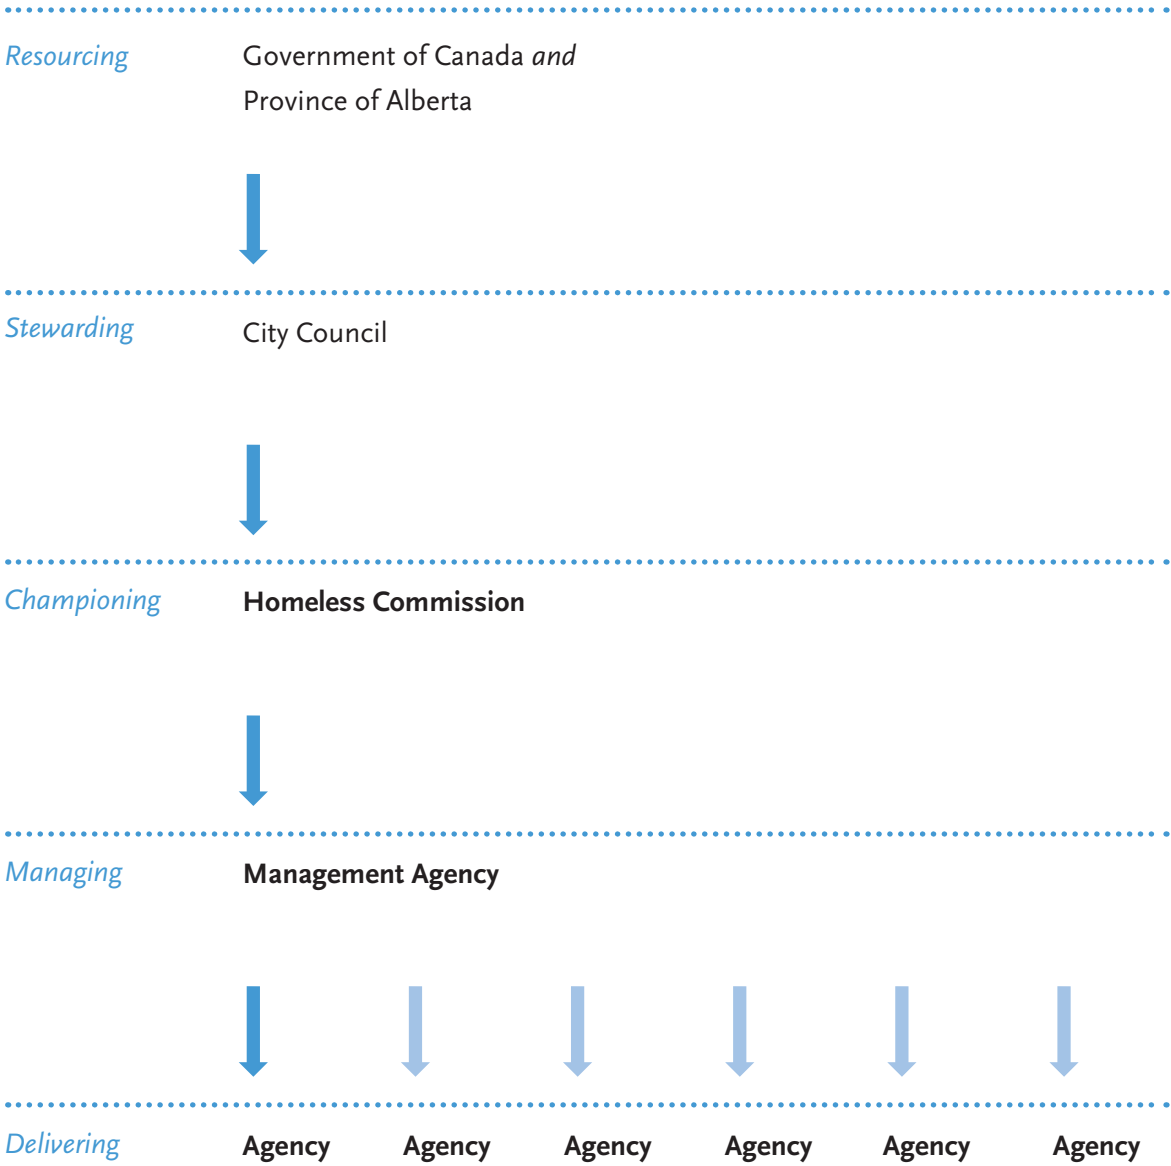 Resourcing Government of Canada and
Province of Alberta
Stewarding City Council
Championing Homeless Commission
Managing Management Agency
Delivering Agency Agency Agency Agency Agency Agency